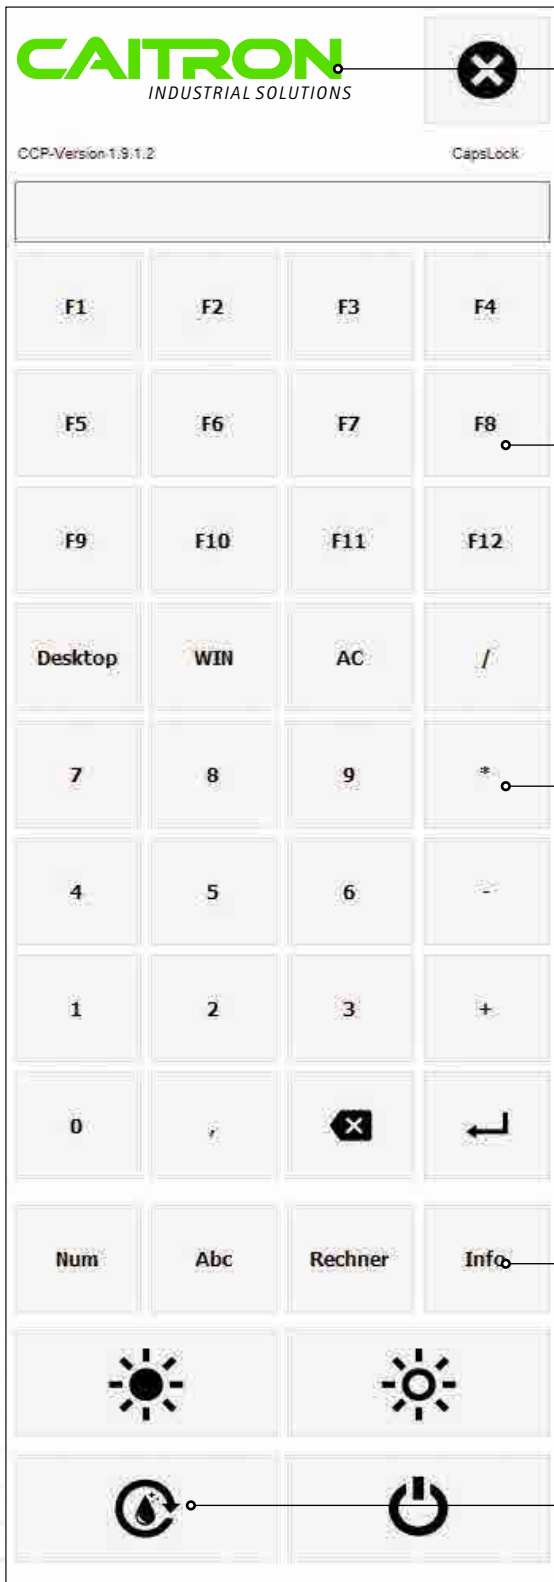 CAITRON
INDUSTRIAL SOLUTIONS
CCP-Version 1.9.1.2 CapsLock
F1 F2 F3 F4
F5 F6 F7 F8
F9 F10 F11 F12
Desktop WIN AC /
7 8 9 *
4 5 6 -
1 2 3 +
0 ,
Num Abc Rechner Info